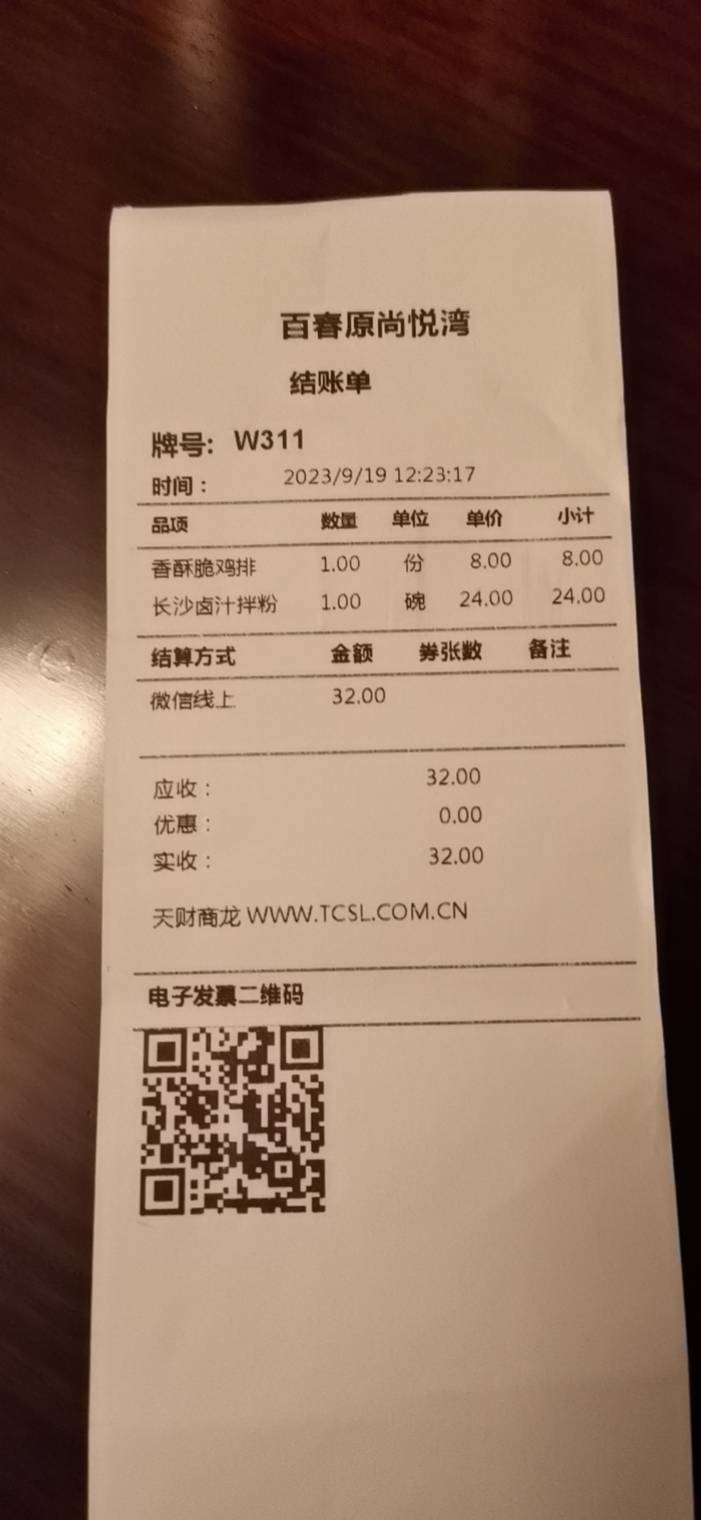 百春原尚悦湾
结账单
牌号: W311
时间： 2023/9/19 12:23:17
品项 数量 单位 单价 小计
香酥脆鸡排 1.00 份 8.00 8.00
长沙卤汁拌粉 1.00 碗 24.00 24.00
结算方式 金额 券张数 备注
微信线上 32.00
应收： 32.00
优惠： 0.00
实收： 32.00
天财商龙 WWW.TCSL.COM.CN
电子发票二维码